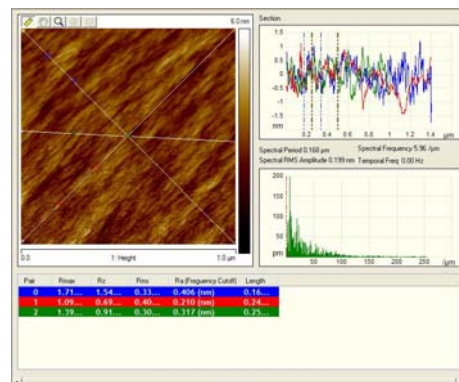 6.0 nm
Section
1.5
1
0.5
0
-0.5
-1
-1.5
nm
0.2 0.4 0.6 0.8 1.0 1.2 1.4 µm
Spectral Period 0.168 µm Spectral Frequency 5.96 /µm
Spectral RMS Amplitude 0.199 nm Temporal Freq. 0.00 Hz
200
150
100
50
pm
50 100 150 200 250 /µm
0.0 1: Height 1.0 µm
Pair Rmax Rz Rms Ra (Frequency Cutoff) Length
0 1.71... 1.54... 0.33... 0.406 (nm) 0.16...
1 1.09... 0.69... 0.40... 0.210 (nm) 0.24...
2 1.39... 0.91... 0.30... 0.317 (nm) 0.25...